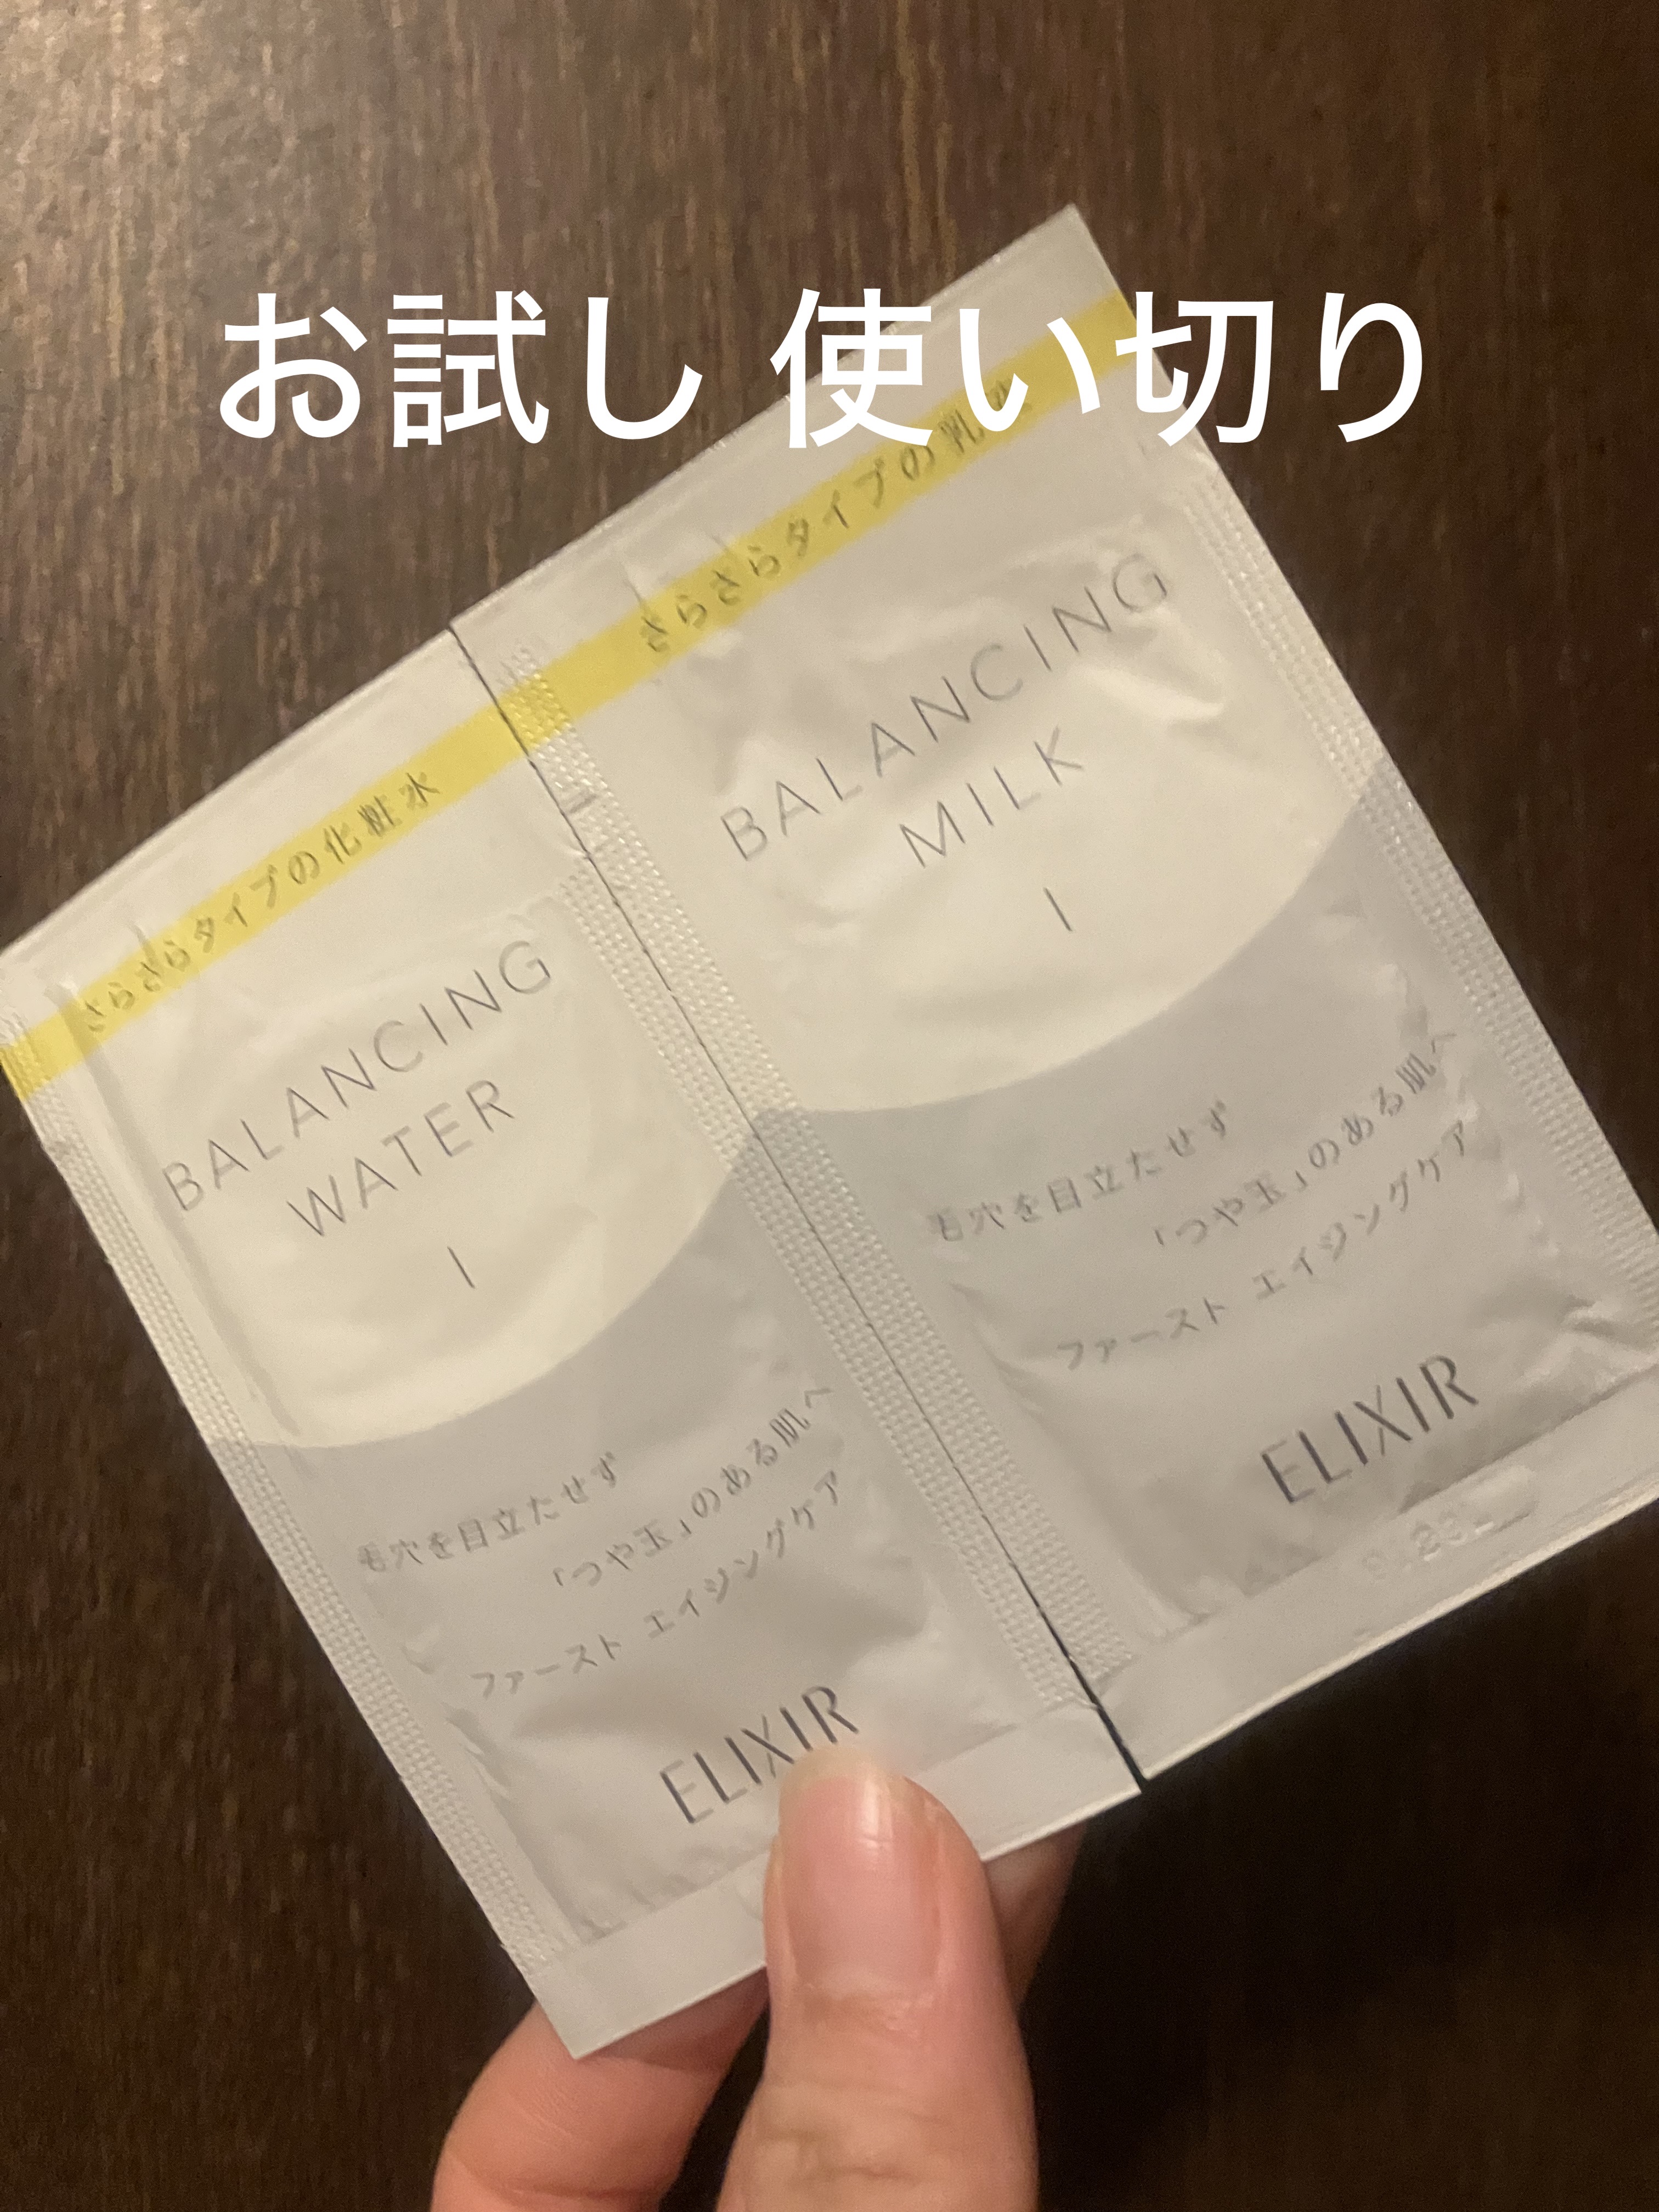 お試し 使い切り
さらさらタイプの化粧水
BALANCING
WATER
I
毛穴を目立たせず
「つや玉」のある肌へ
ファースト エイジングケア
ELIXIR
さらさらタイプの乳液
BALANCING
MILK
I
毛穴を目立たせず
「つや玉」のある肌へ
ファースト エイジングケア
ELIXIR